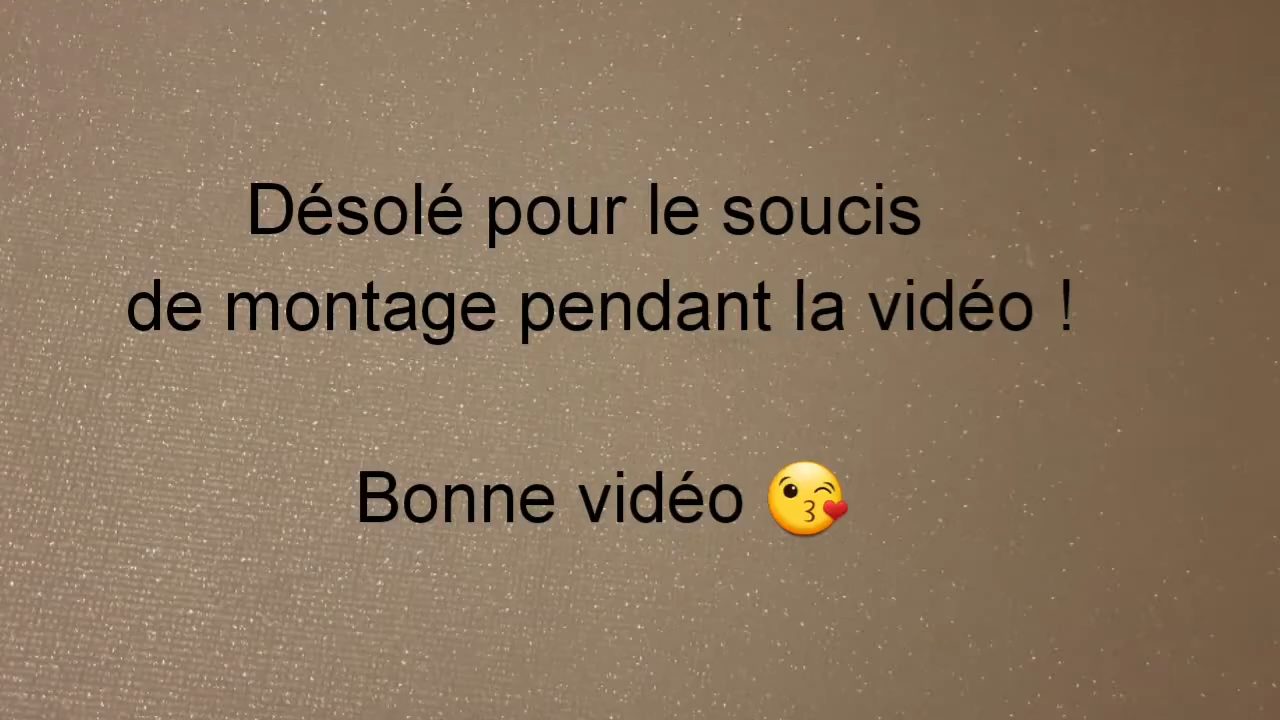 Désolé pour le soucis
de montage pendant la vidéo !
Bonne vidéo 😘